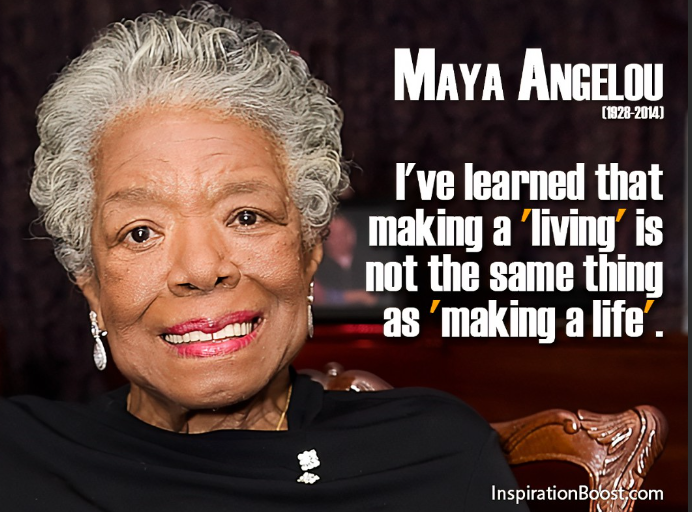 MAYA ANGELOU
(1928-2014)
I've learned that
making a 'living' is
not the same thing
as 'making a life'.
InspirationBoost.com